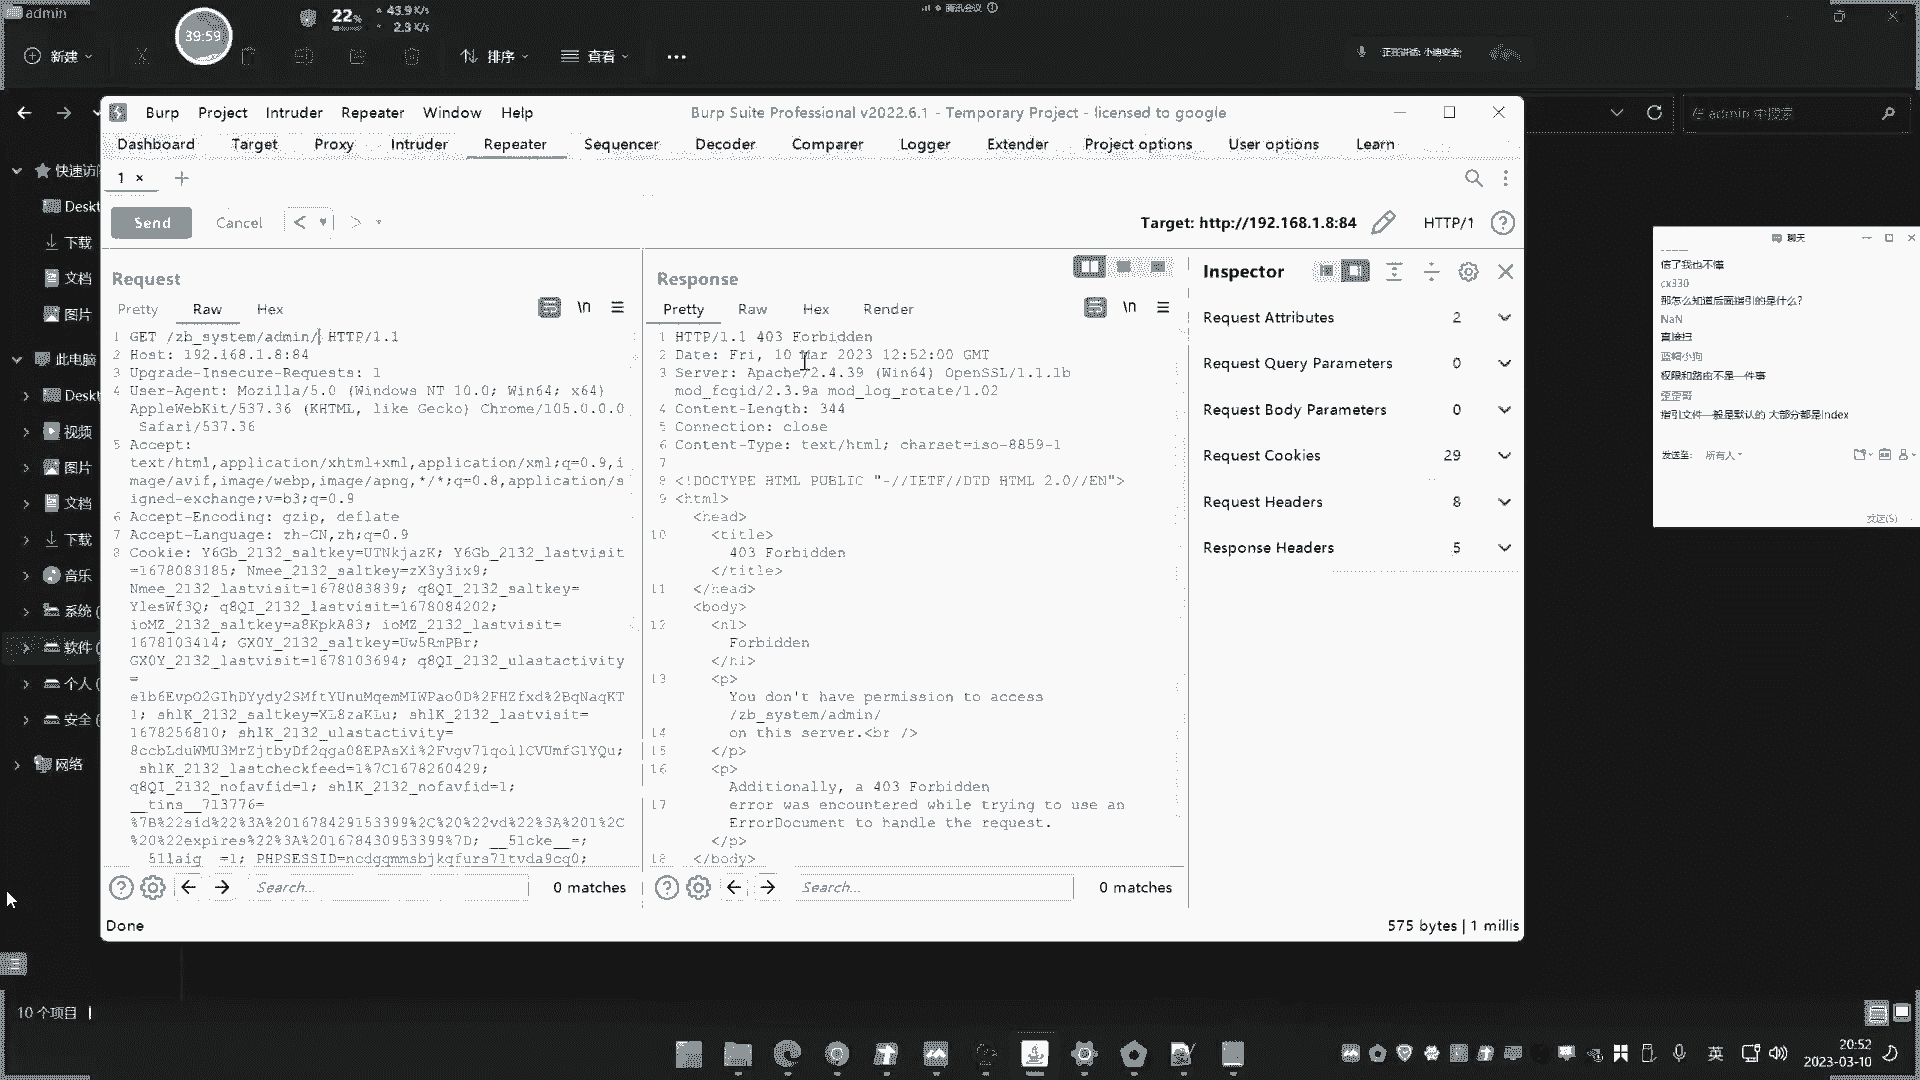 admin
39:59
22%
43.9 K/s
2.3 K/s
腾讯会议
新建
排序
查看
正在讲话: 小迪安全;
在 admin 中搜索
Burp Project Intruder Repeater Window Help
Burp Suite Professional v2022.6.1 - Temporary Project - licensed to google
Dashboard Target Proxy Intruder Repeater Sequencer Decoder Comparer Logger Extender Project options User options Learn
1 ×
Send Cancel
Target: http://192.168.1.8:84
HTTP/1
Request
Pretty Raw Hex
\n
1 GET /zb_system/admin/ HTTP/1.1
2 Host: 192.168.1.8:84
3 Upgrade-Insecure-Requests: 1
4 User-Agent: Mozilla/5.0 (Windows NT 10.0; Win64; x64)
AppleWebKit/537.36 (KHTML, like Gecko) Chrome/105.0.0.0
Safari/537.36
5 Accept:
text/html,application/xhtml+xml,application/xml;q=0.9,i
mage/avif,image/webp,image/apng,*/*;q=0.8,application/s
igned-exchange;v=b3;q=0.9
6 Accept-Encoding: gzip, deflate
7 Accept-Language: zh-CN,zh;q=0.9
8 Cookie: Y6Gb_2132_saltkey=UTNkjazK; Y6Gb_2132_lastvisit
=1678083185; Nmee_2132_saltkey=zX3y3ix9;
Nmee_2132_lastvisit=1678083839; q8QI_2132_saltkey=
YlesWf3Q; q8QI_2132_lastvisit=1678084202;
ioMZ_2132_saltkey=a8KpkA83; ioMZ_2132_lastvisit=
1678103414; GX0Y_2132_saltkey=Uw5RmPBr;
GX0Y_2132_lastvisit=1678103694; q8QI_2132_ulastactivity
=
e1b6EvpO2GIhDYydy2SMftYUnuMqemMIWPao0D%2FHZfxd%2BqNaqKT
1; shlK_2132_saltkey=XL8zaKLu; shlK_2132_lastvisit=
1678256810; shlK_2132_ulastactivity=
8ccbLduWMU3MrZjtbyDf2qga08EPAsXi%2Fvgv71qollCVUmfG1YQu;
shlK_2132_lastcheckfeed=1%7C1678260429;
q8QI_2132_nofavfid=1; shlK_2132_nofavfid=1;
__tins__713776=
%7B%22sid%22%3A%201678429153399%2C%20%22vd%22%3A%201%2C
%20%22expires%22%3A%201678430953399%7D; __51cke__=;
__51laig__=1; PHPSESSID=ncdgqmmsbjkqfurs71tvda9cq0;
Search...
0 matches
Response
Pretty Raw Hex Render
\n
1 HTTP/1.1 403 Forbidden
2 Date: Fri, 10 Mar 2023 12:52:00 GMT
3 Server: Apache/2.4.39 (Win64) OpenSSL/1.1.1b
mod_fcgid/2.3.9a mod_log_rotate/1.02
4 Content-Length: 344
5 Connection: close
6 Content-Type: text/html; charset=iso-8859-1
7
8 <!DOCTYPE HTML PUBLIC "-//IETF//DTD HTML 2.0//EN">
9 <html>
<head>
10 <title>
403 Forbidden
</title>
11 </head>
<body>
12 <h1>
Forbidden
</h1>
13 <p>
You don't have permission to access
/zb_system/admin/
14 on this server.<br />
15 </p>
16 <p>
Additionally, a 403 Forbidden
17 error was encountered while trying to use an
ErrorDocument to handle the request.
</p>
18 </body>
Search...
0 matches
Inspector
Request Attributes 2
Request Query Parameters 0
Request Body Parameters 0
Request Cookies 29
Request Headers 8
Response Headers 5
Done
575 bytes | 1 millis
快速访问
Deskt
下载
文档
图片
此电脑
Deskt
视频
图片
文档
下载
音乐
系统 (
软件 (
个人 (
安全 (
网络
10 个项目
聊天
信了我也不懂
cx330
那怎么知道后面指引的是什么?
NaN
直接扫
蓝帽小狗
权限和路由不是一件事
歪歪哥
指引文件一般是默认的 大部分都是Index
发送至: 所有人
发送(S)
英
20:52
2023-03-10